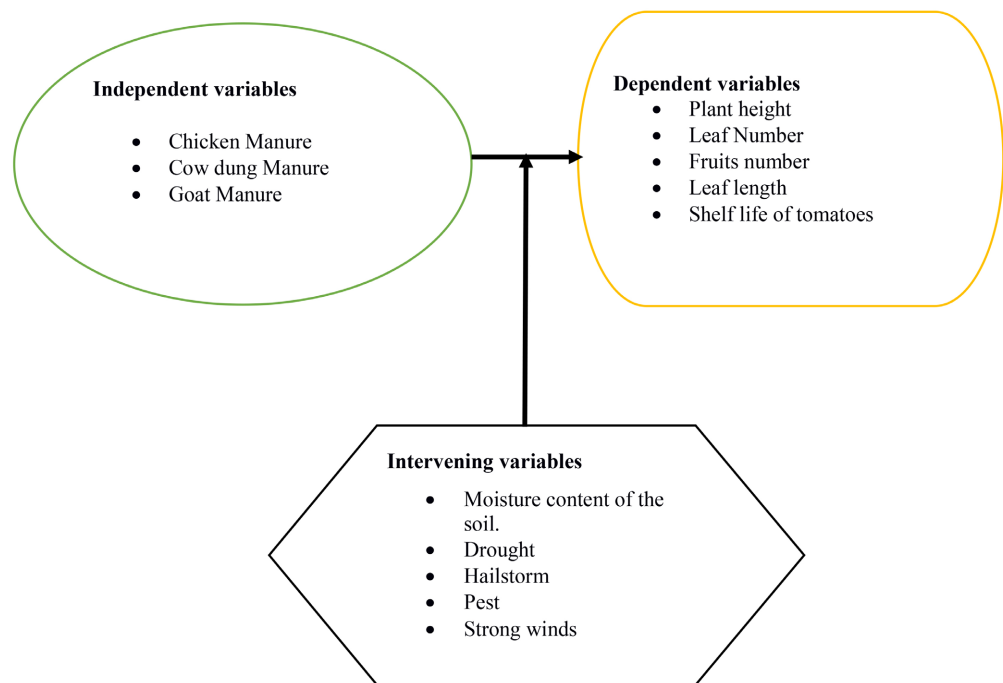 Independent variables
• Chicken Manure
• Cow dung Manure
• Goat Manure
Dependent variables
• Plant height
• Leaf Number
• Fruits number
• Leaf length
• Shelf life of tomatoes
Intervening variables
• Moisture content of the
soil.
• Drought
• Hailstorm
• Pest
• Strong winds